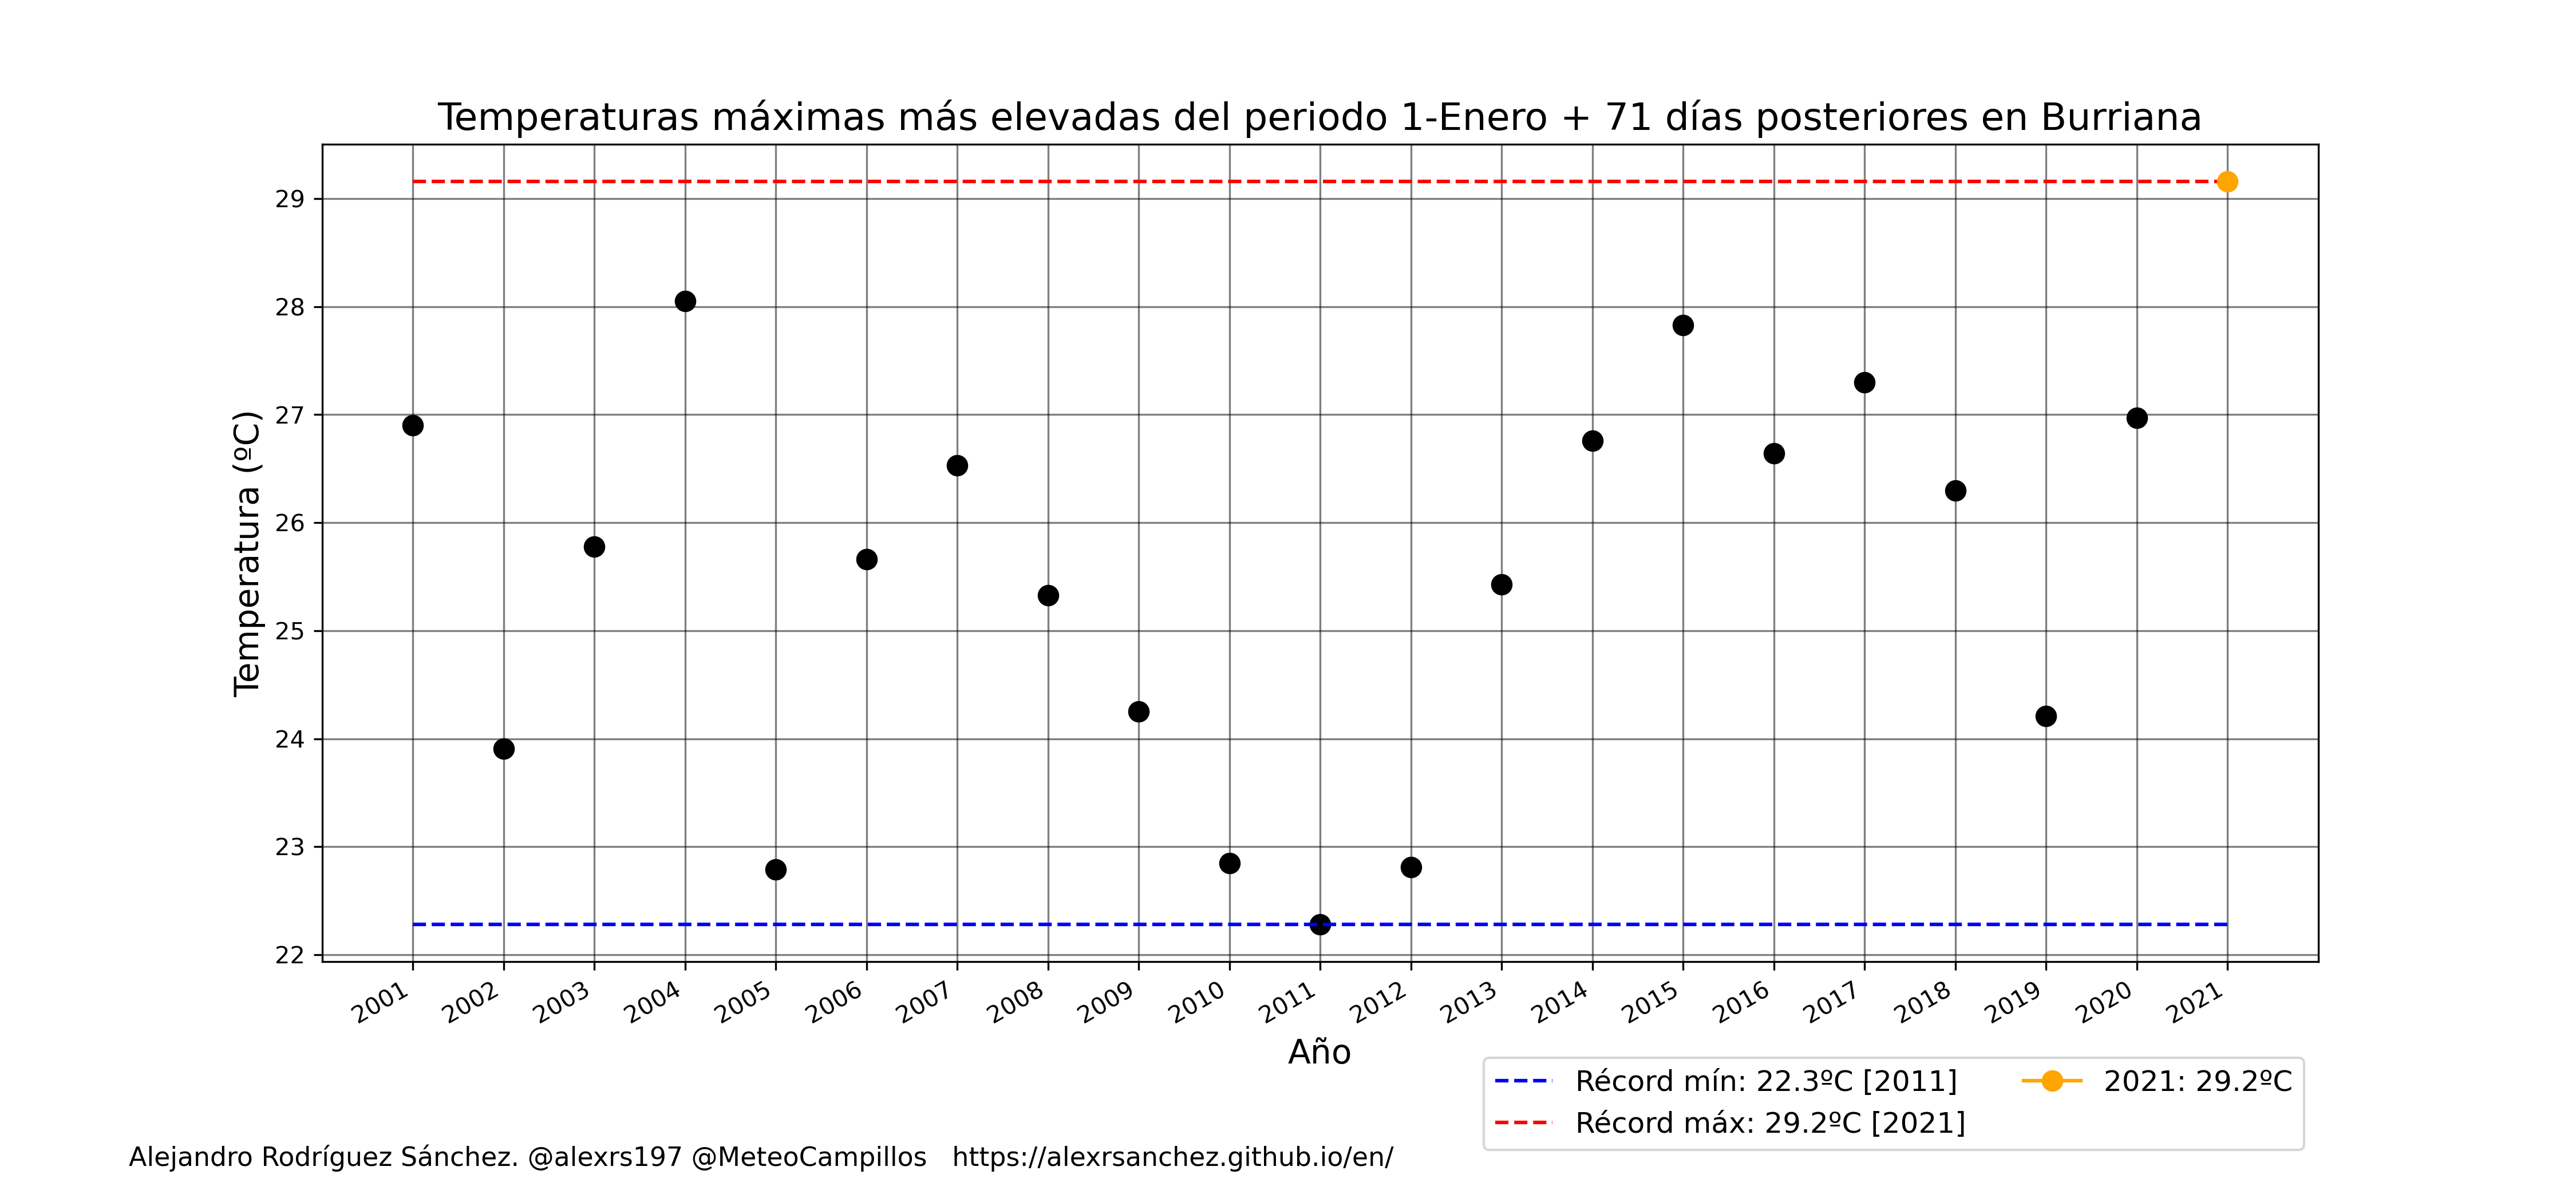 Temperaturas máximas más elevadas del periodo 1-Enero + 71 días posteriores en Burriana
Temperatura (ºC)
29
28
27
26
25
24
23
22
2001 2002 2003 2004 2005 2006 2007 2008 2009 2010 2011 2012 2013 2014 2015 2016 2017 2018 2019 2020 2021
Año
Récord mín: 22.3ºC [2011]
Récord máx: 29.2ºC [2021]
2021: 29.2ºC
Alejandro Rodríguez Sánchez. @alexrs197 @MeteoCampillos https://alexrsanchez.github.io/en/